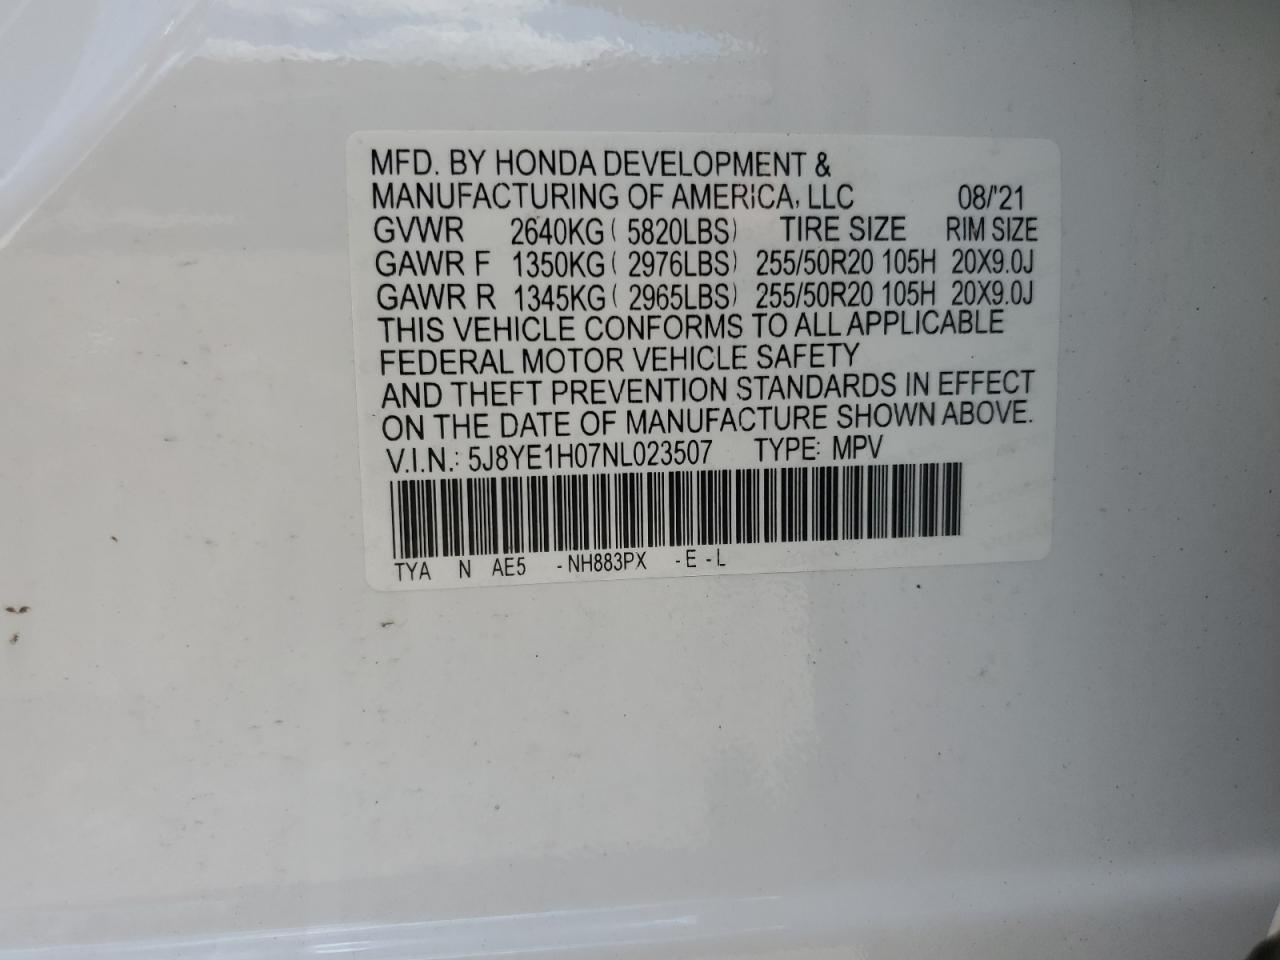 MFD. BY HONDA DEVELOPMENT &
MANUFACTURING OF AMERICA, LLC 08/'21
GVWR 2640KG ( 5820LBS) TIRE SIZE RIM SIZE
GAWR F 1350KG ( 2976LBS) 255/50R20 105H 20X9.0J
GAWR R 1345KG ( 2965LBS) 255/50R20 105H 20X9.0J
THIS VEHICLE CONFORMS TO ALL APPLICABLE
FEDERAL MOTOR VEHICLE SAFETY
AND THEFT PREVENTION STANDARDS IN EFFECT
ON THE DATE OF MANUFACTURE SHOWN ABOVE.
V.I.N.: 5J8YE1H07NL023507 TYPE: MPV
TYA N AE5 -NH883PX -E -L